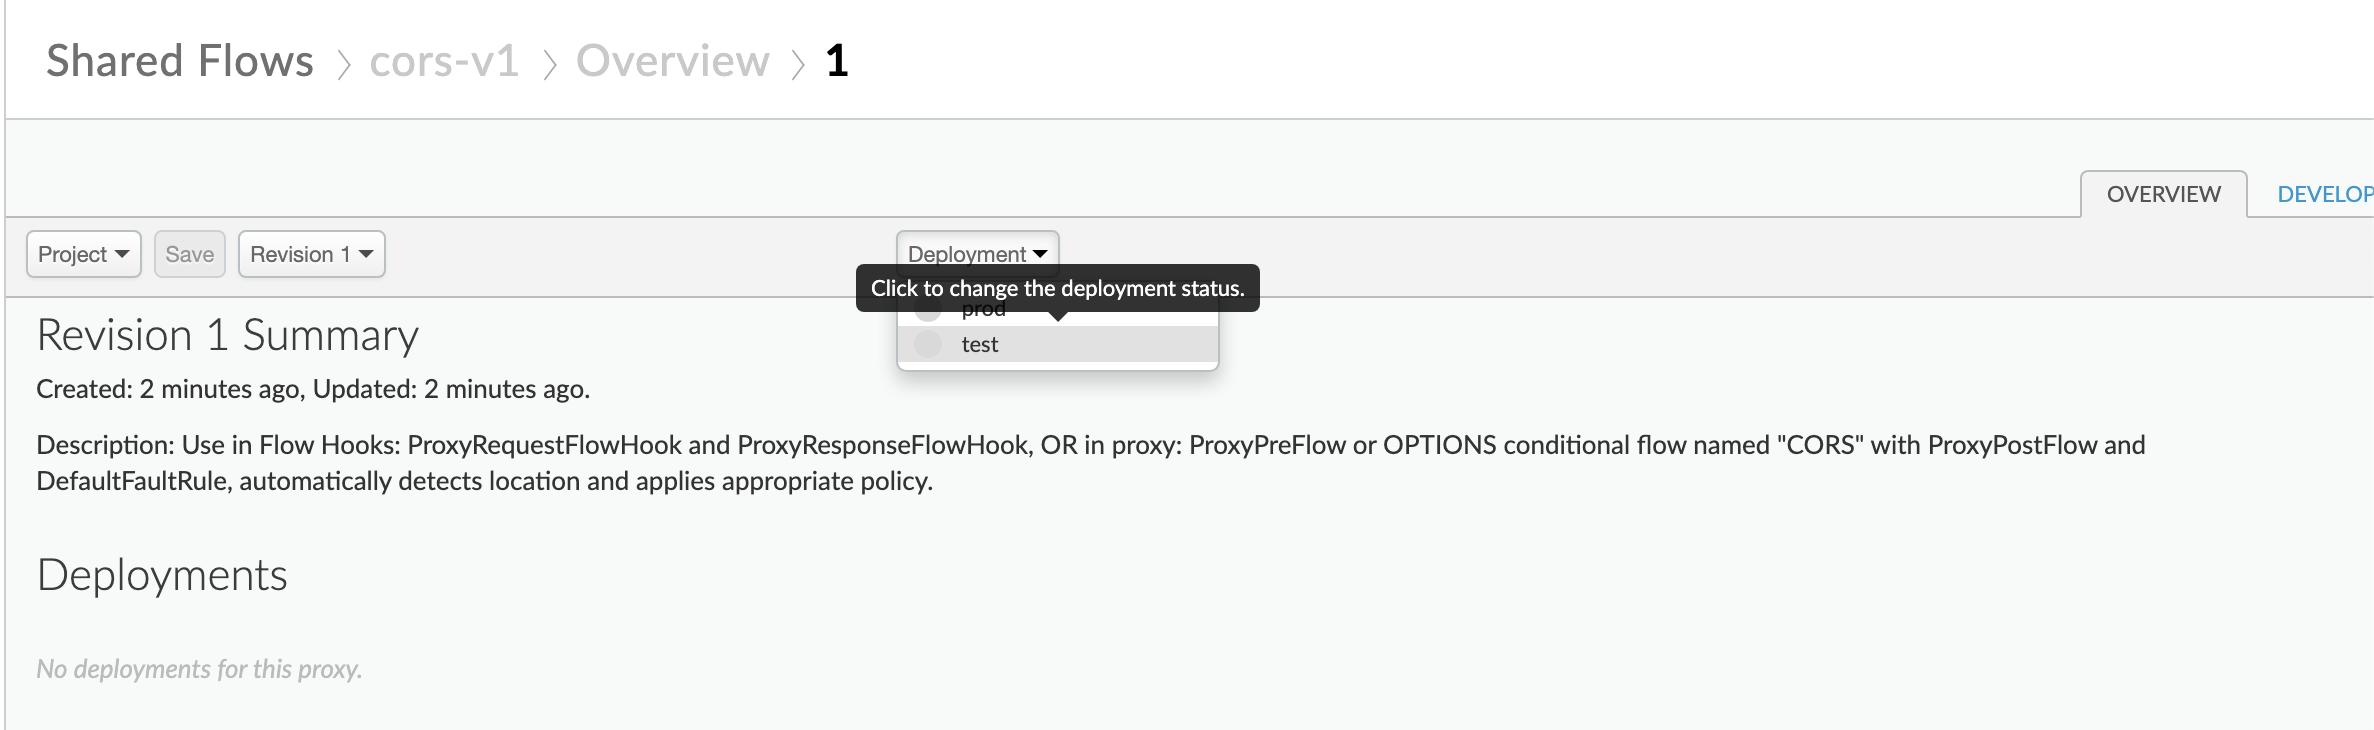 Shared Flows > cors-v1 > Overview > 1
OVERVIEW DEVELOP
Project Save Revision 1 Deployment
Click to change the deployment status.
prod
test
Revision 1 Summary
Created: 2 minutes ago, Updated: 2 minutes ago.
Description: Use in Flow Hooks: ProxyRequestFlowHook and ProxyResponseFlowHook, OR in proxy: ProxyPreFlow or OPTIONS conditional flow named "CORS" with ProxyPostFlow and
DefaultFaultRule, automatically detects location and applies appropriate policy.
Deployments
No deployments for this proxy.